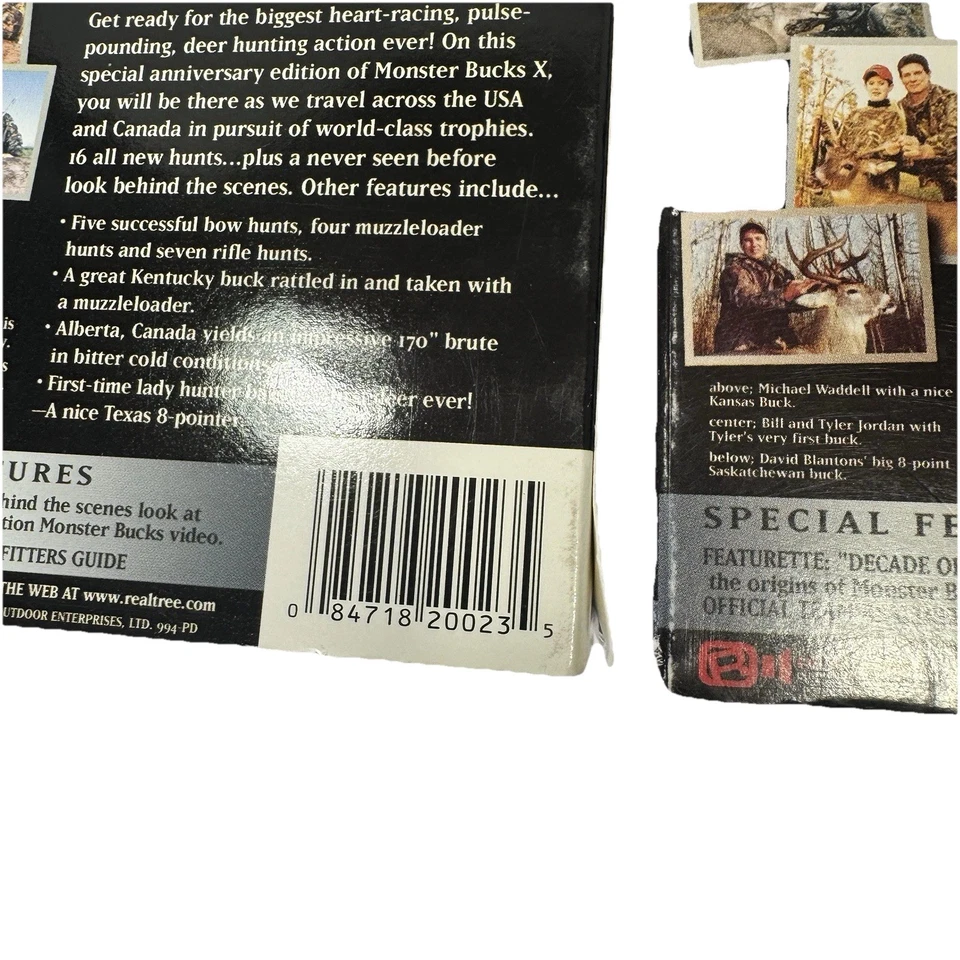 Get ready for the biggest heart-racing, pulse-
pounding, deer hunting action ever! On this
special anniversary edition of Monster Bucks X,
you will be there as we travel across the USA
and Canada in pursuit of world-class trophies.
16 all new hunts...plus a never seen before
look behind the scenes. Other features include...
• Five successful bow hunts, four muzzleloader
hunts and seven rifle hunts.
• A great Kentucky buck rattled in and taken with
a muzzleloader.
• Alberta, Canada yields an impressive 170" brute
in bitter cold conditions
• First-time lady hunter deer ever!
—A nice Texas 8-pointer
is
URES
hind the scenes look at
tion Monster Bucks video.
FITTERS GUIDE
THE WEB AT www.realtree.com
UTDOOR ENTERPRISES, LTD. 994-PD
0 84718 20023 5
above; Michael Waddell with a nice
Kansas Buck.
center; Bill and Tyler Jordan with
Tyler's very first buck.
below; David Blantons' big 8-point
Saskatchewan buck.
SPECIAL FE
FEATURETTE: "DECADE O
the origins of Monster B
OFFICIAL